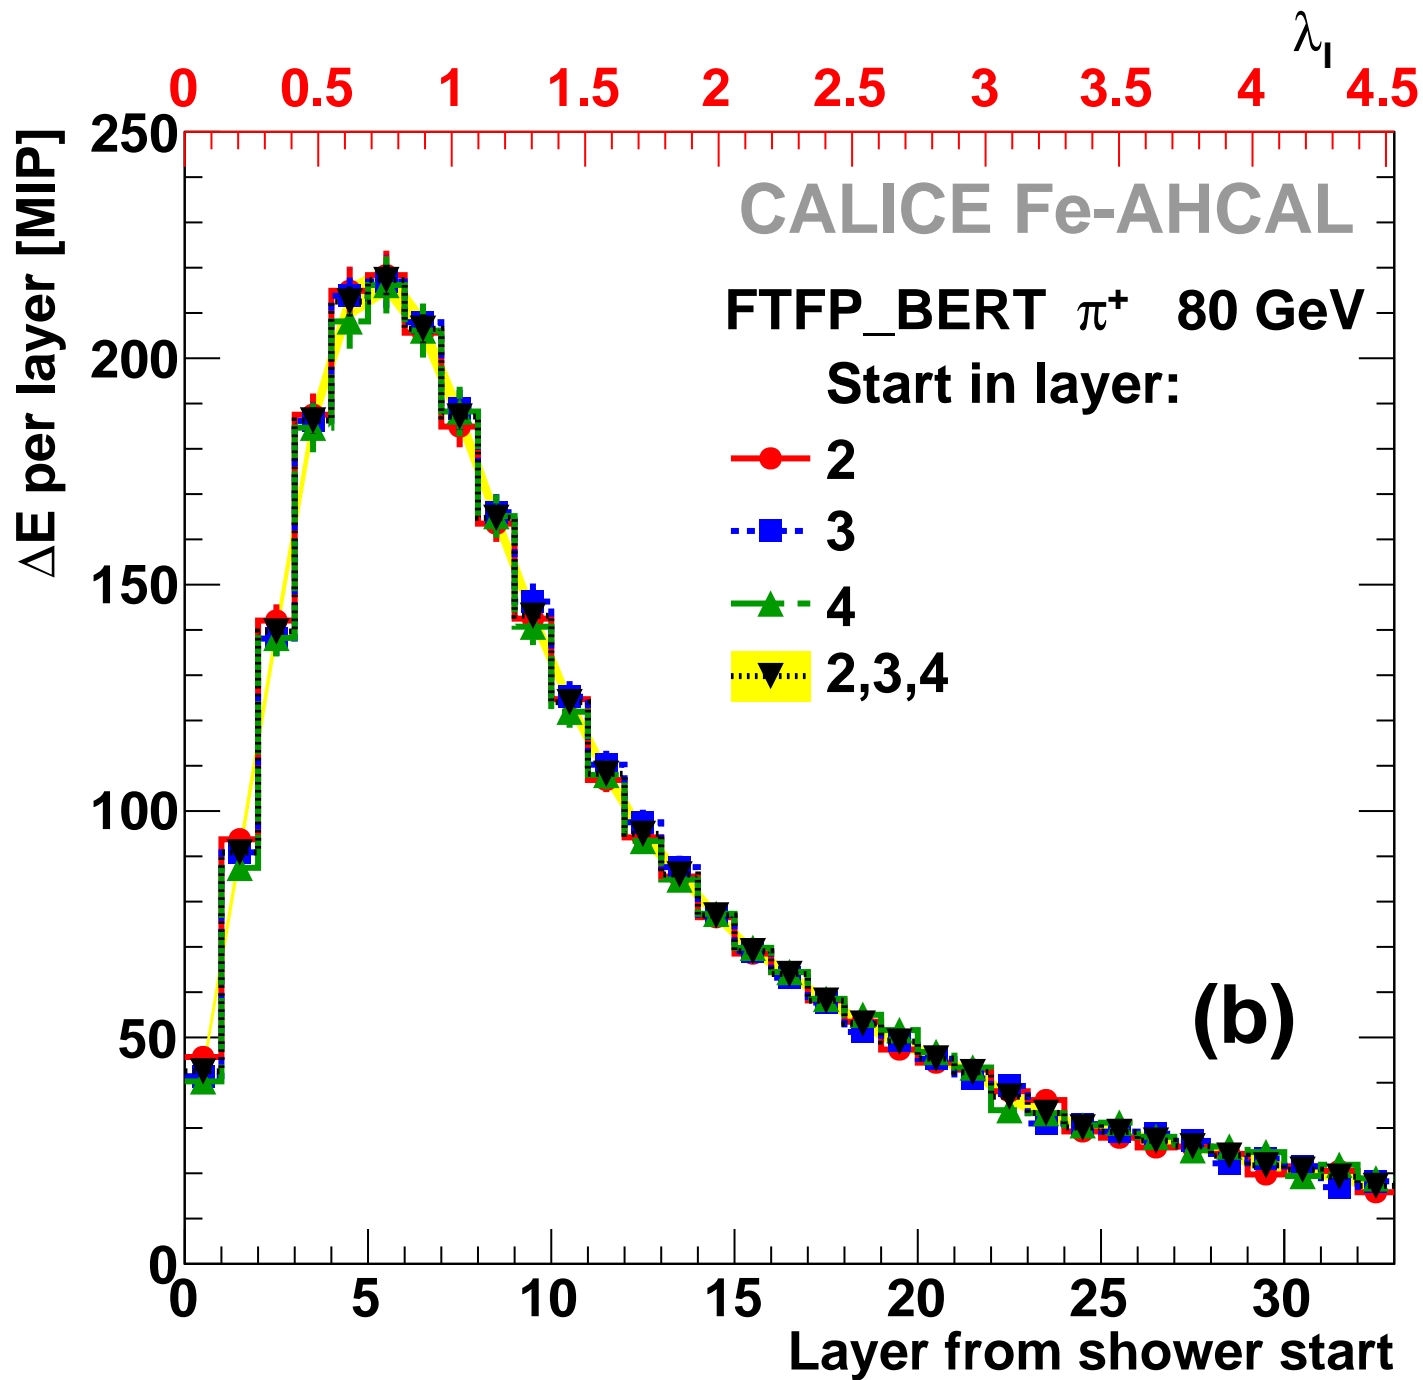 λI
0 0.5 1 1.5 2 2.5 3 3.5 4 4.5
ΔE per layer [MIP]
250
200
150
100
50
0
CALICE Fe-AHCAL
FTFP_BERT π+ 80 GeV
Start in layer:
2
3
4
2,3,4
(b)
0 5 10 15 20 25 30
Layer from shower start